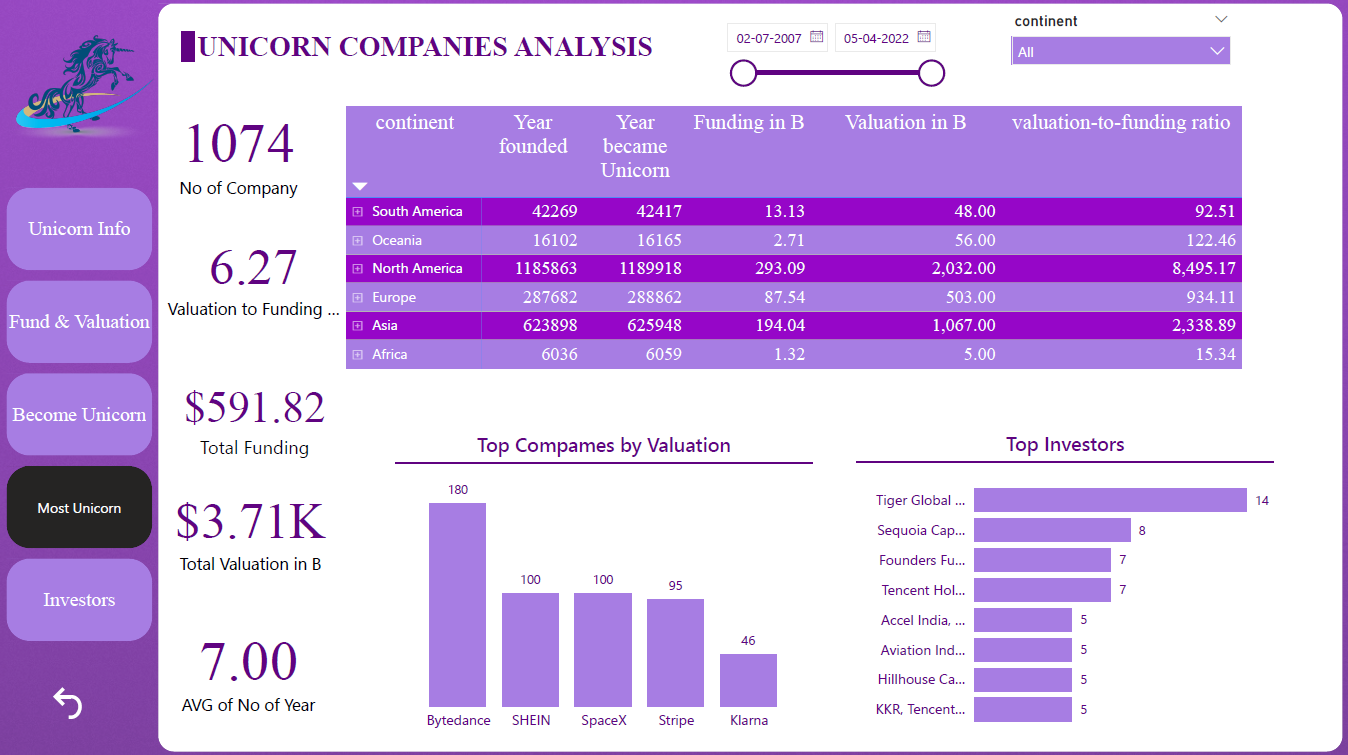 UNICORN COMPANIES ANALYSIS
02-07-2007
05-04-2022
continent
All
1074
No of Company
6.27
Valuation to Funding ...
$591.82
Total Funding
$3.71K
Total Valuation in B
7.00
AVG of No of Year
Unicorn Info
Fund & Valuation
Become Unicorn
Most Unicorn
Investors
continent Year founded Year became Unicorn Funding in B Valuation in B valuation-to-funding ratio
South America 42269 42417 13.13 48.00 92.51
Oceania 16102 16165 2.71 56.00 122.46
North America 1185863 1189918 293.09 2,032.00 8,495.17
Europe 287682 288862 87.54 503.00 934.11
Asia 623898 625948 194.04 1,067.00 2,338.89
Africa 6036 6059 1.32 5.00 15.34
Top Compames by Valuation
180
100
100
95
46
Bytedance SHEIN SpaceX Stripe Klarna
Top Investors
Tiger Global ... 14
Sequoia Cap... 8
Founders Fu... 7
Tencent Hol... 7
Accel India, ... 5
Aviation Ind... 5
Hillhouse Ca... 5
KKR, Tencent... 5